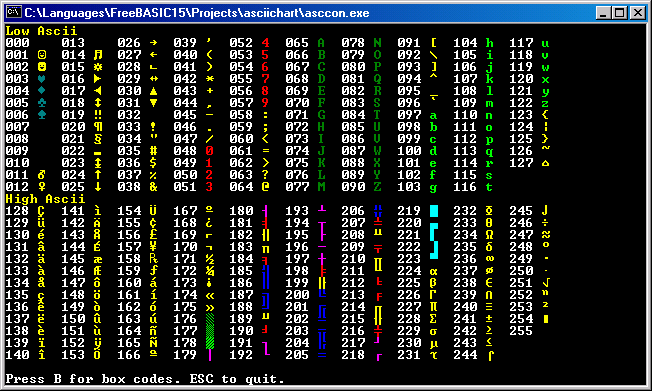 C:\Languages\FreeBASIC15\Projects\asciichart\asccon.exe
Low Ascii
000 013 026 → 039 ' 052 4 065 A 078 N 091 [ 104 h 117 u
001 ☺ 014 ♫ 027 ← 040 ( 053 5 066 B 079 O 092 \ 105 i 118 v
002 ☻ 015 ☼ 028 ∟ 041 ) 054 6 067 C 080 P 093 ] 106 j 119 w
003 ♥ 016 ► 029 ↔ 042 * 055 7 068 D 081 Q 094 ^ 107 k 120 x
004 ♦ 017 ◄ 030 ▲ 043 + 056 8 069 E 082 R 095 _ 108 l 121 y
005 ♣ 018 ↕ 031 ▼ 044 , 057 9 070 F 083 S 096 ` 109 m 122 z
006 ♠ 019 ‼ 032 045 - 058 : 071 G 084 T 097 a 110 n 123 {
007 020 ¶ 033 ! 046 . 059 ; 072 H 085 U 098 b 111 o 124 |
008 021 § 034 " 047 / 060 < 073 I 086 V 099 c 112 p 125 }
009 022 ▬ 035 # 048 0 061 = 074 J 087 W 100 d 113 q 126 ~
010 023 ↨ 036 $ 049 1 062 > 075 K 088 X 101 e 114 r 127 ⌂
011 ♂ 024 ↑ 037 % 050 2 063 ? 076 L 089 Y 102 f 115 s
012 ♀ 025 ↓ 038 & 051 3 064 @ 077 M 090 Z 103 g 116 t
High Ascii
128 Ç 141 ì 154 Ü 167 º 180 ┤ 193 ┴ 206 ╬ 219 █ 232 Φ 245 ⌡
129 ü 142 Ä 155 ¢ 168 ¿ 181 ╡ 194 ┬ 207 ╧ 220 ▄ 233 Θ 246 ÷
130 é 143 Å 156 £ 169 ⌐ 182 ╢ 195 ├ 208 ╨ 221 ▌ 234 Ω 247 ≈
131 â 144 É 157 ¥ 170 ¬ 183 ╖ 196 ─ 209 ╤ 222 ▐ 235 δ 248 °
132 ä 145 æ 158 ₧ 171 ½ 184 ╕ 197 ┼ 210 ╥ 223 ▀ 236 ∞ 249 ∙
133 à 146 Æ 159 ƒ 172 ¼ 185 ╣ 198 ╞ 211 ╙ 224 α 237 φ 250 ·
134 å 147 ô 160 á 173 ¡ 186 ║ 199 ╟ 212 ╘ 225 ß 238 ε 251 √
135 ç 148 ö 161 í 174 « 187 ╗ 200 ╚ 213 ╒ 226 Γ 239 ∩ 252 ⁿ
136 ê 149 ò 162 ó 175 » 188 ╝ 201 ╔ 214 ╓ 227 π 240 ≡ 253 ²
137 ë 150 û 163 ú 176 ░ 189 ╜ 202 ╩ 215 ╫ 228 Σ 241 ± 254 ■
138 è 151 ù 164 ñ 177 ▒ 190 ╛ 203 ╦ 216 ╪ 229 σ 242 ≥ 255
139 ï 152 ÿ 165 Ñ 178 ▓ 191 ┐ 204 ╠ 217 ┘ 230 µ 243 ≤
140 î 153 Ö 166 ª 179 │ 192 └ 205 ═ 218 ┌ 231 τ 244 ⌠
Press B for box codes. ESC to quit.